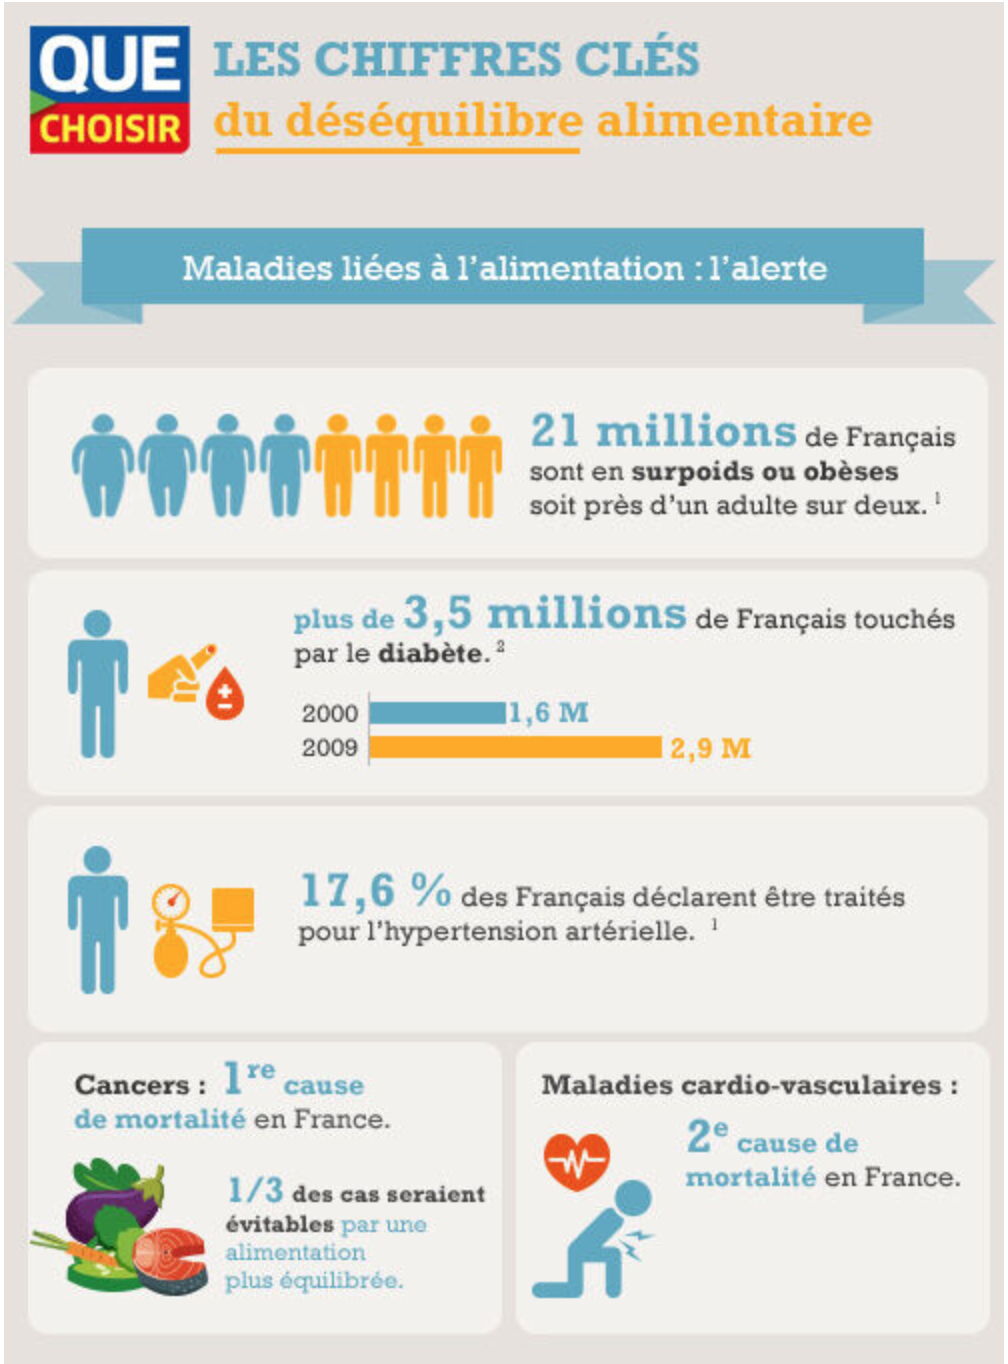 QUE
CHOISIR
LES CHIFFRES CLÉS
du déséquilibre alimentaire
Maladies liées à l'alimentation : l'alerte
21 millions de Français
sont en surpoids ou obèses
soit près d'un adulte sur deux. 1
plus de 3,5 millions de Français touchés
par le diabète. 2
2000 1,6 M
2009 2,9 M
17,6 % des Français déclarent être traités
pour l'hypertension artérielle. 1
Cancers : 1re cause
de mortalité en France.
1/3 des cas seraient
évitables par une
alimentation
plus équilibrée.
Maladies cardio-vasculaires :
2e cause de
mortalité en France.